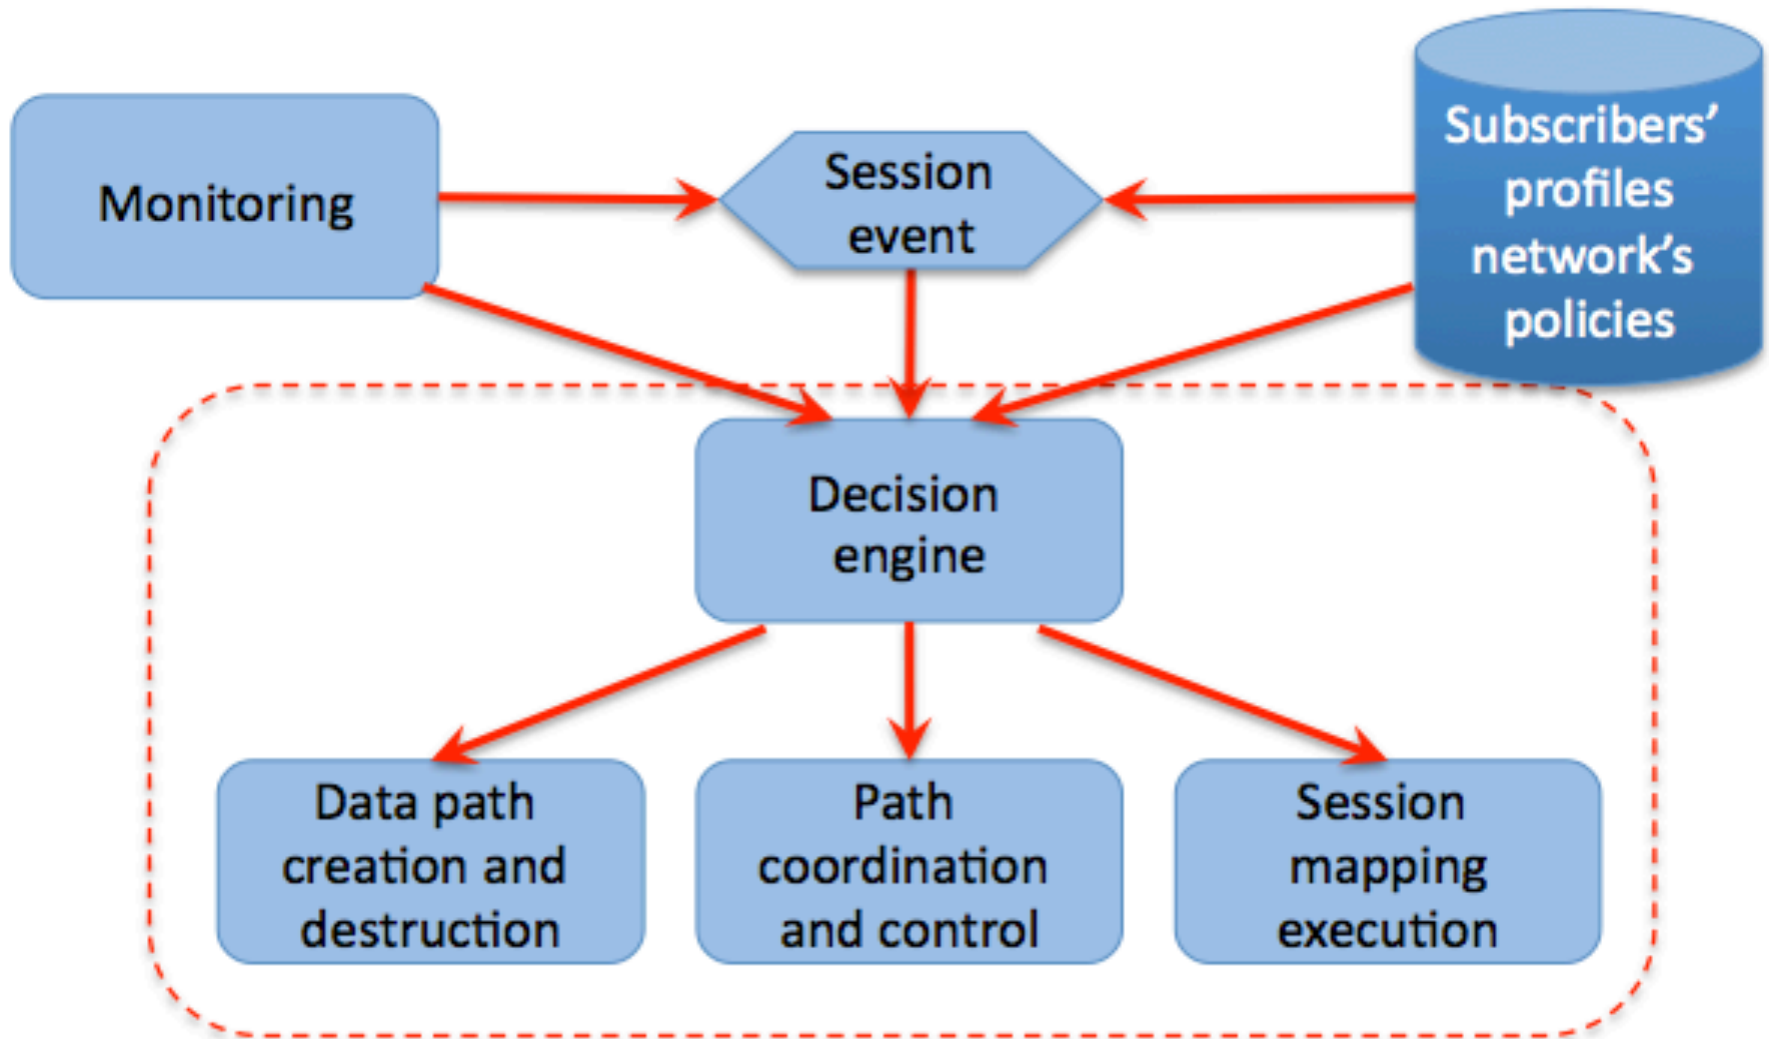 Monitoring
Session
event
Subscribers'
profiles
network's
policies
Decision
engine
Data path
creation and
destruction
Path
coordination
and control
Session
mapping
execution